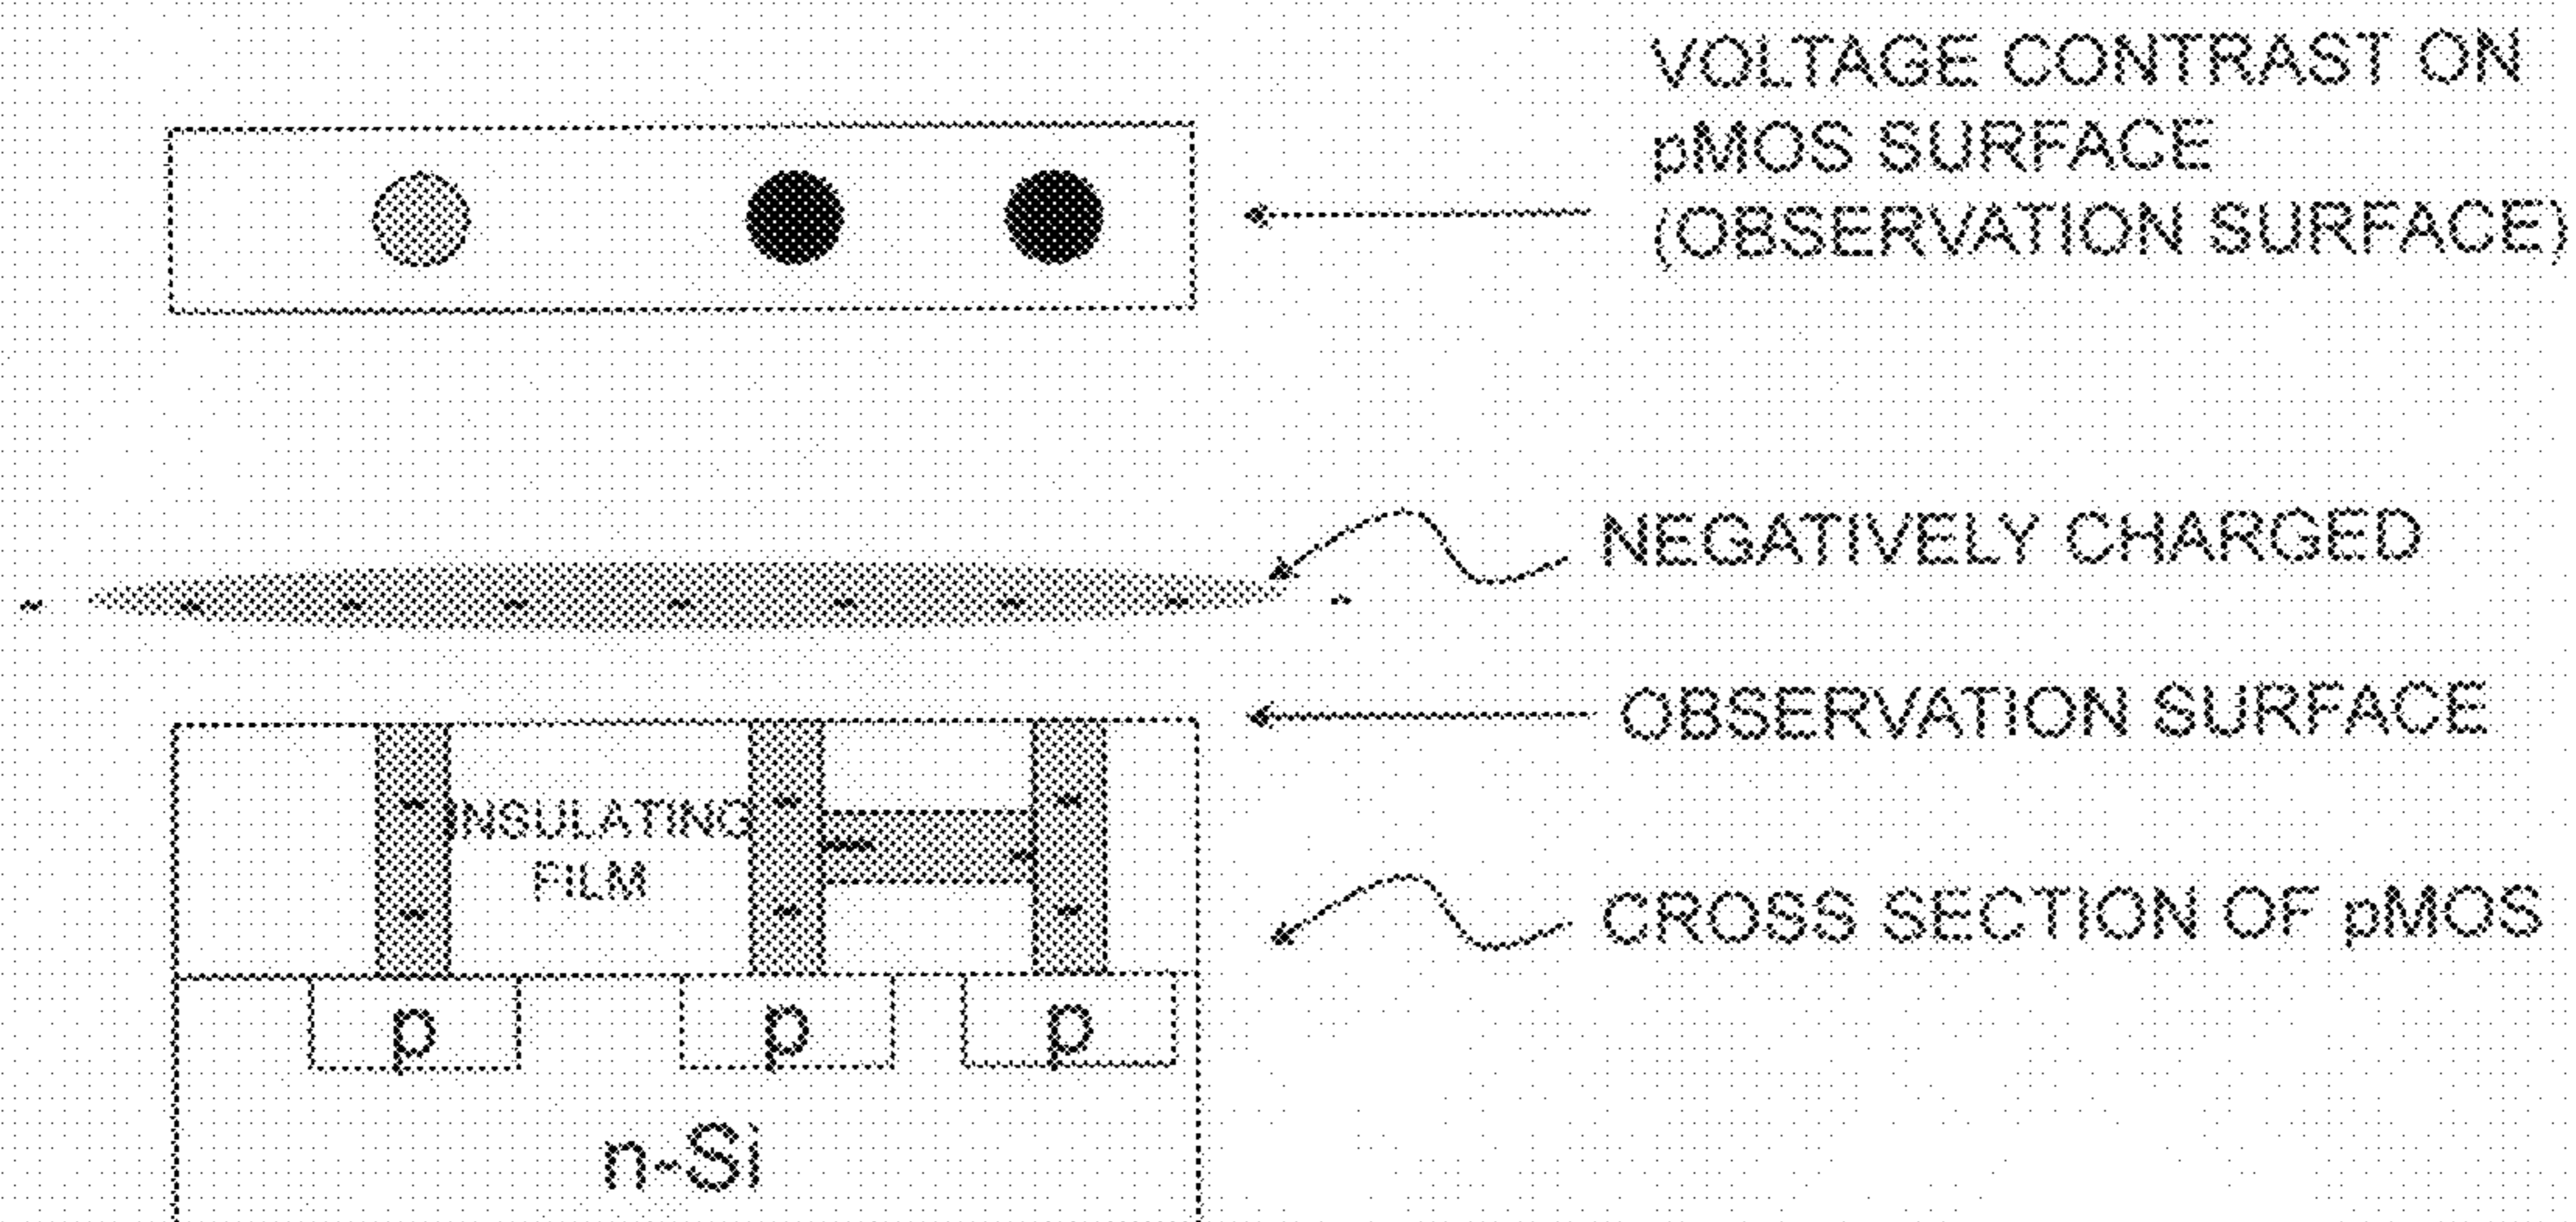 VOLTAGE CONTRAST ON
pMOS SURFACE
(OBSERVATION SURFACE)
NEGATIVELY CHARGED
OBSERVATION SURFACE
INSULATING
FILM
CROSS SECTION OF pMOS
p p p
n-Si